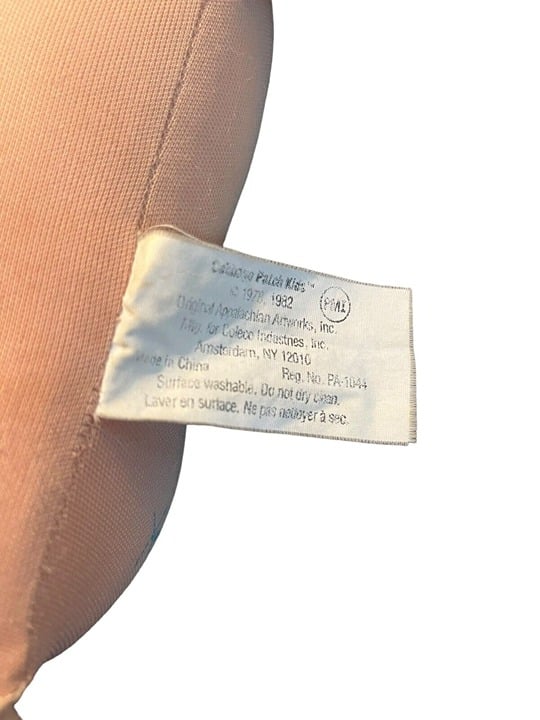 Cabbage Patch Kids™
© 1978, 1982
Original Appalachian Artworks, Inc.
Mfg. for Coleco Industries, Inc.
Amsterdam, NY 12010
Made in China Reg. No. PA-1044
Surface washable. Do not dry clean.
Laver en surface. Ne pas nettoyer à sec.